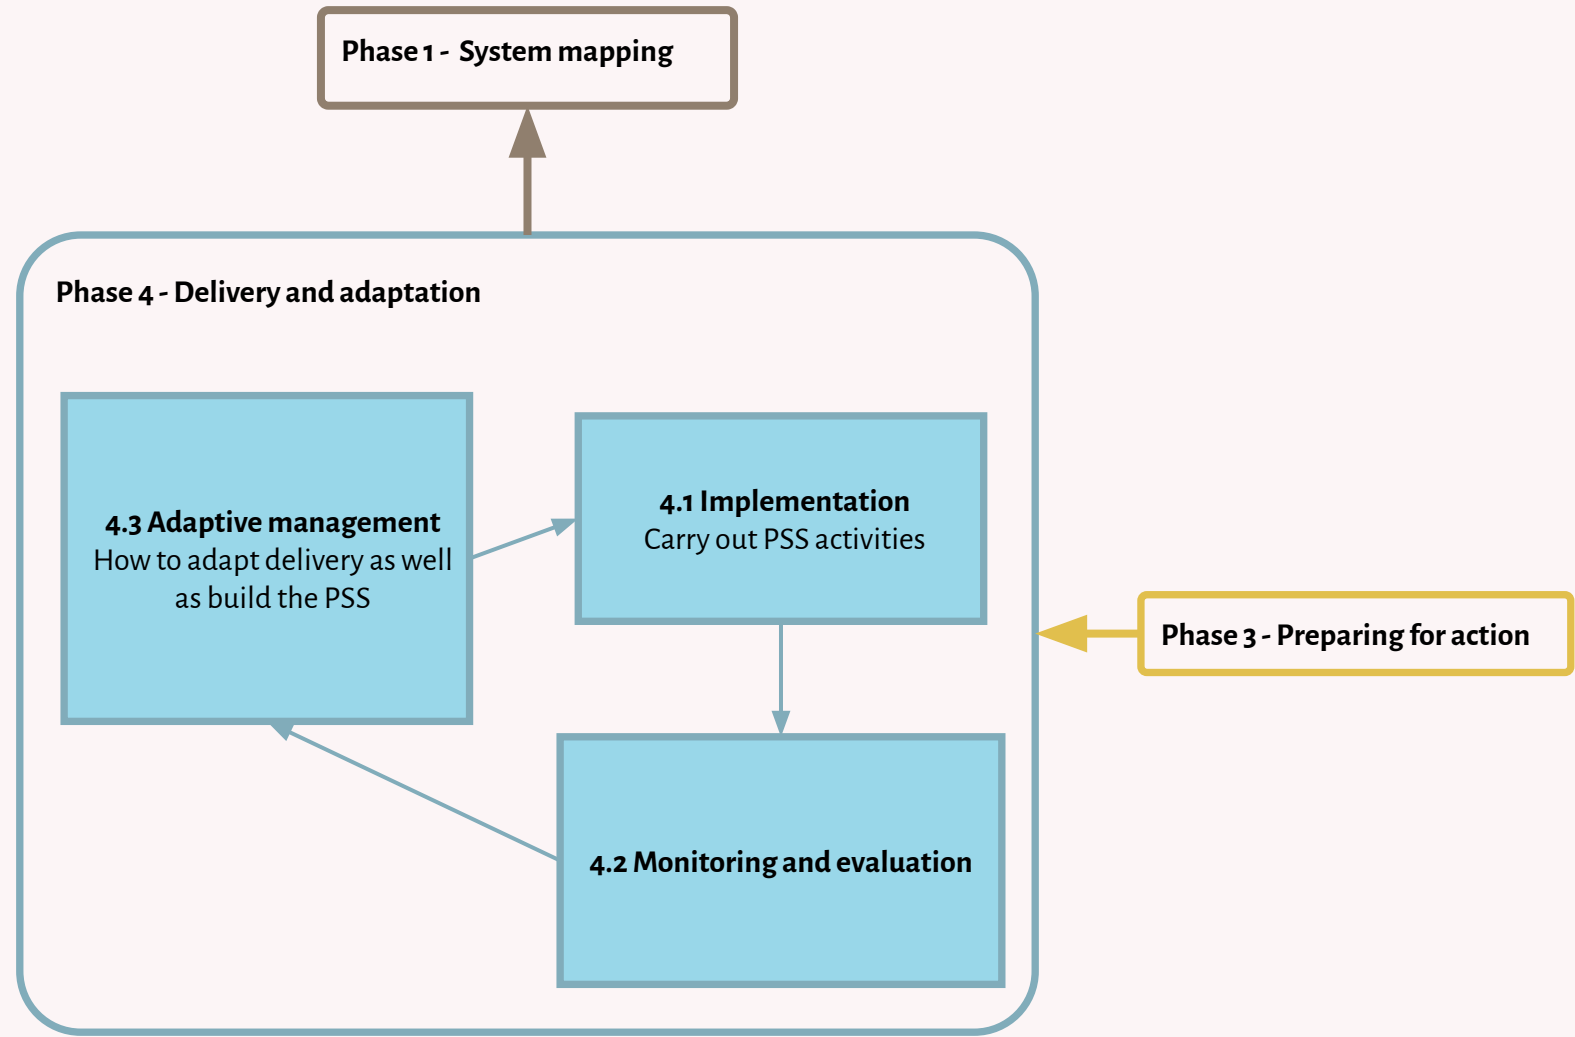 Phase 1 - System mapping
Phase 4 - Delivery and adaptation
4.3 Adaptive management
How to adapt delivery as well
as build the PSS
4.1 Implementation
Carry out PSS activities
Phase 3 - Preparing for action
4.2 Monitoring and evaluation